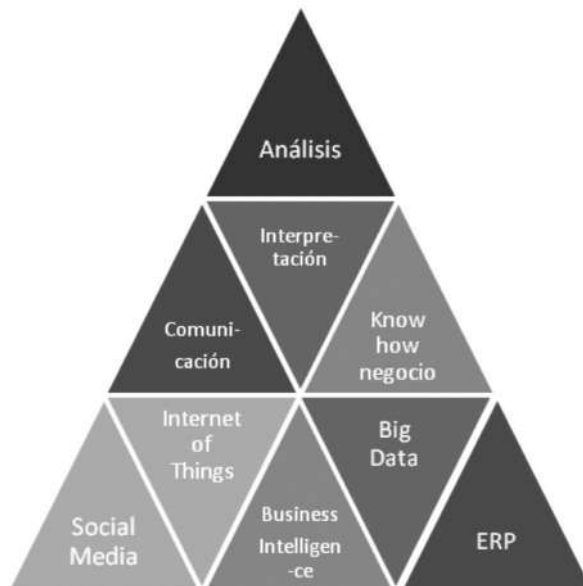 Análisis
Interpre-
tación
Comuni-
cación
Know
how
negocio
Internet
of
Things
Big
Data
Social
Media
Business
Intelligen-
-ce
ERP